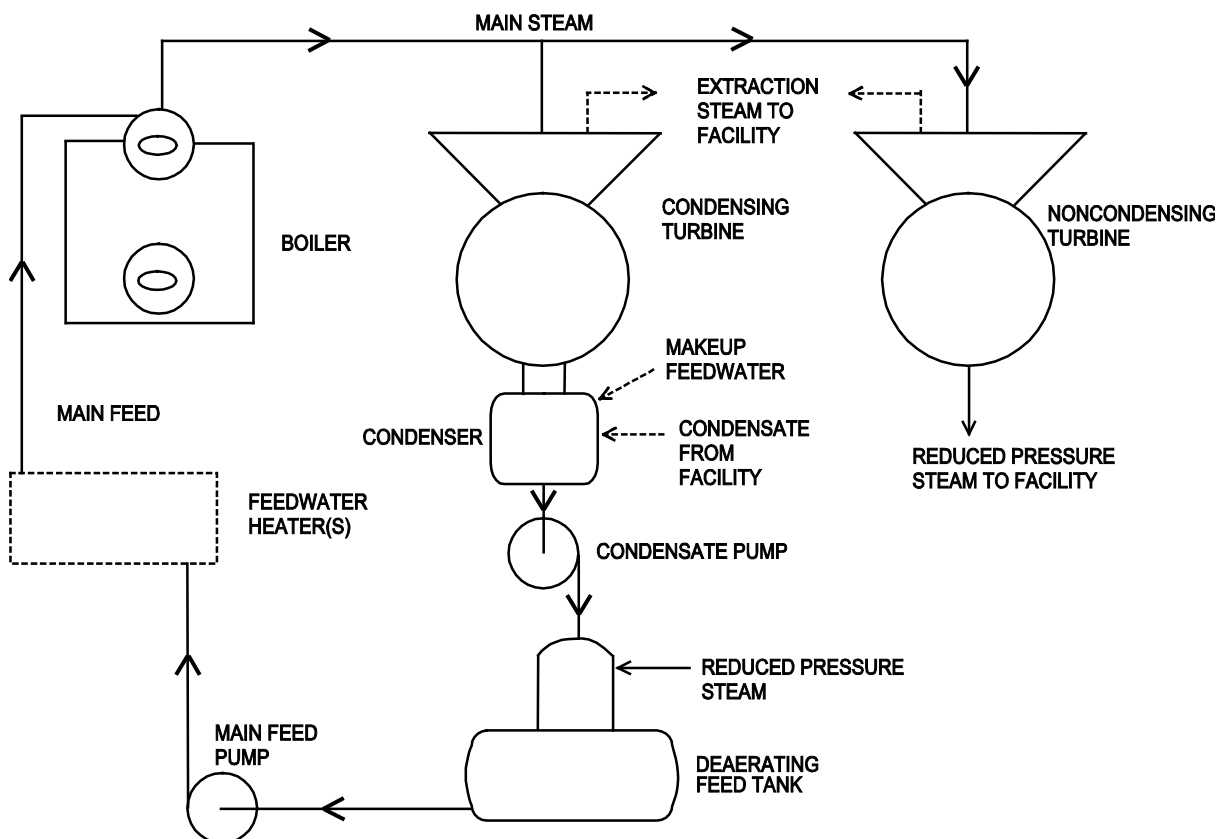 MAIN STEAM
EXTRACTION
STEAM TO
FACILITY
CONDENSING
TURBINE
NONCONDENSING
TURBINE
BOILER
MAKEUP
FEEDWATER
MAIN FEED
CONDENSER
CONDENSATE
FROM
FACILITY
REDUCED PRESSURE
STEAM TO FACILITY
FEEDWATER
HEATER(S)
CONDENSATE PUMP
REDUCED PRESSURE
STEAM
MAIN FEED
PUMP
DEAERATING
FEED TANK